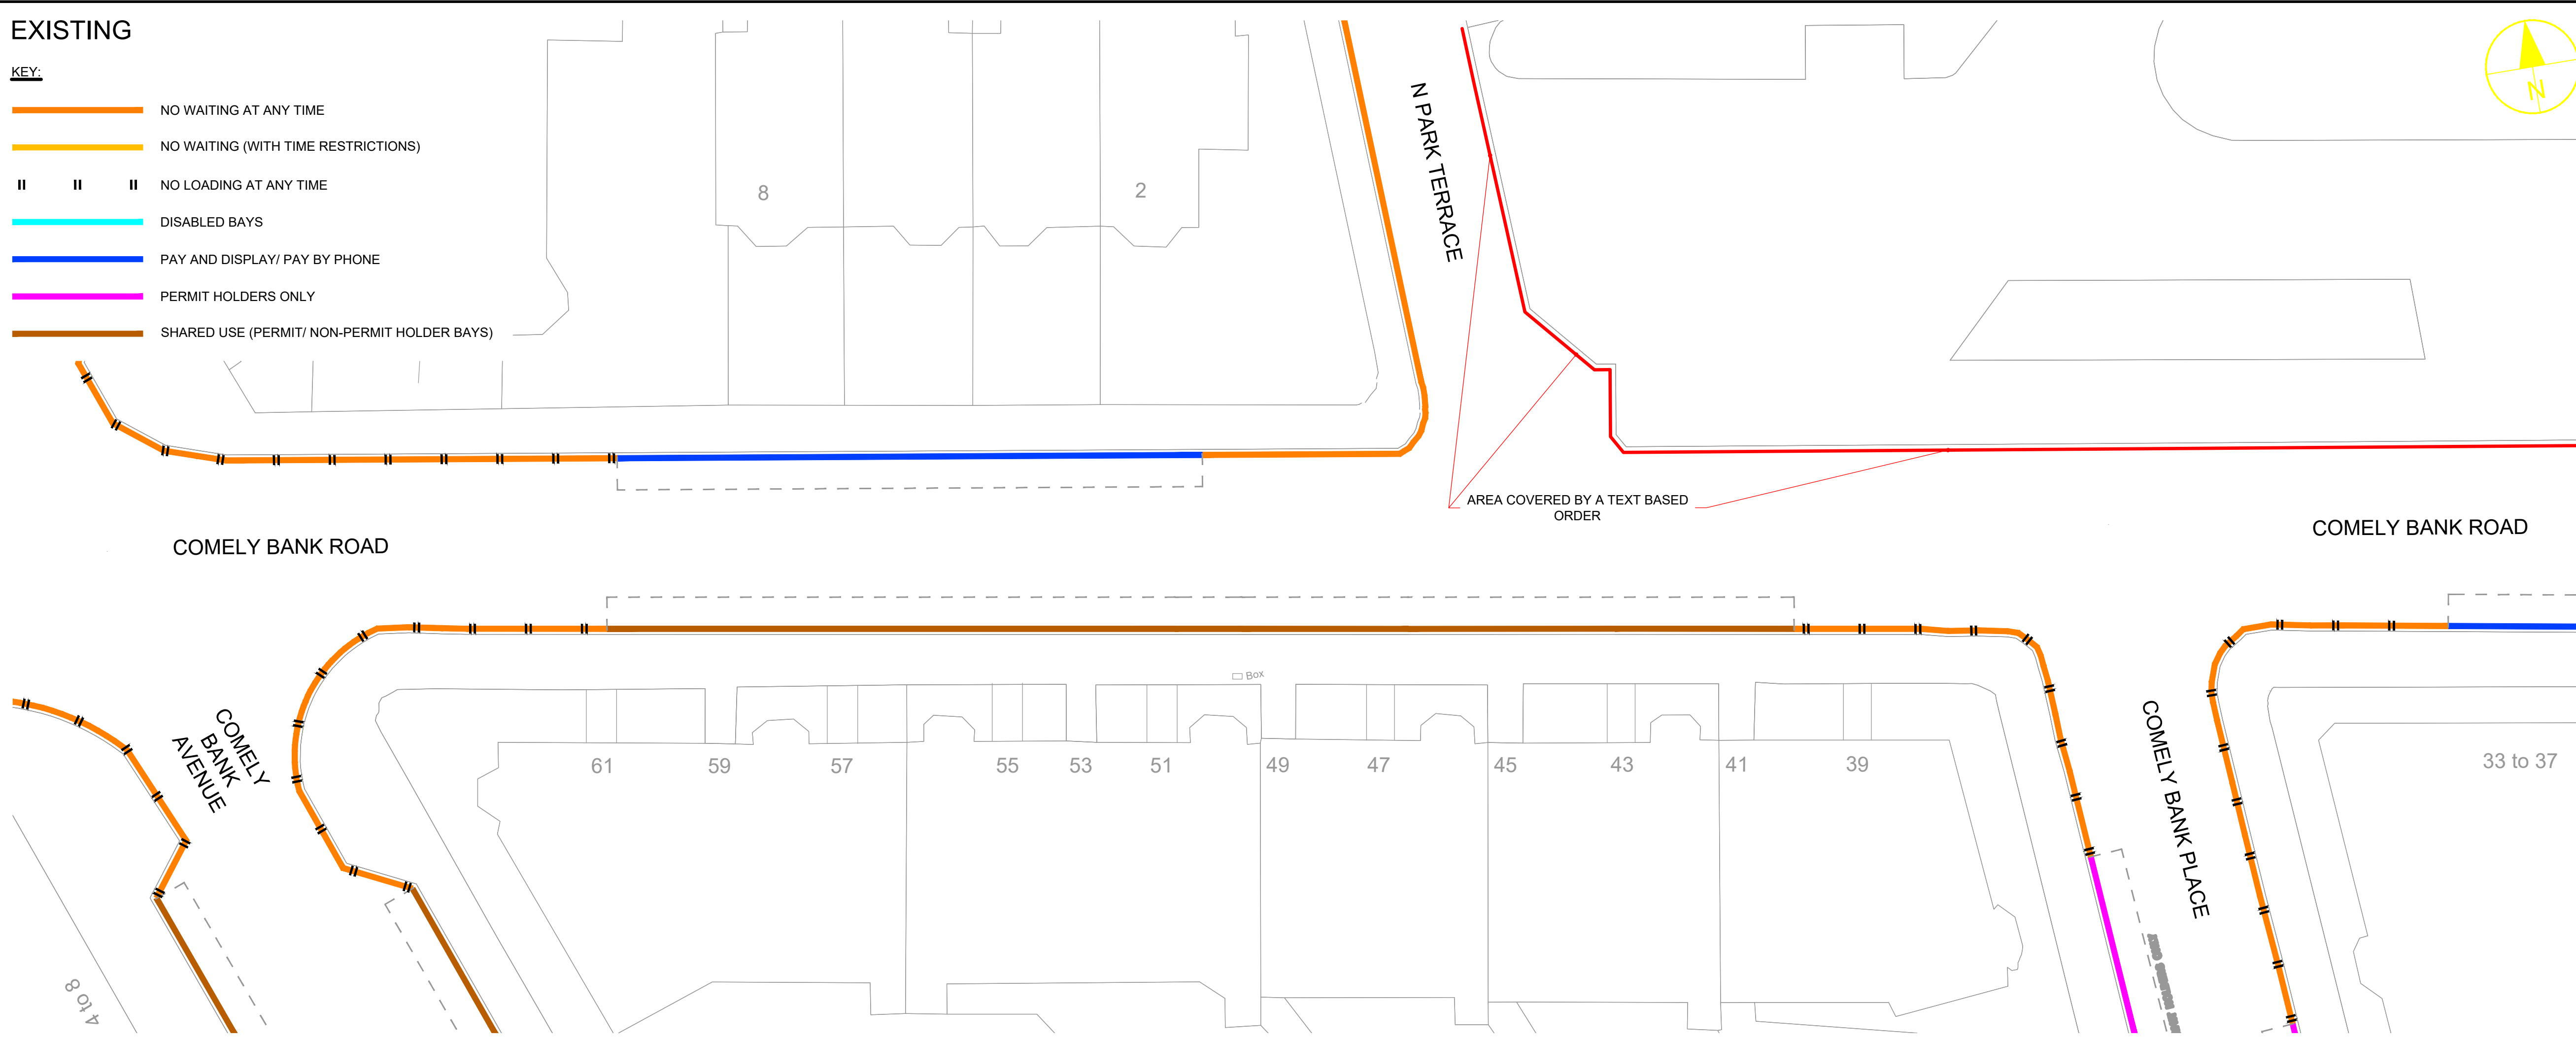 EXISTING
KEY:
NO WAITING AT ANY TIME
NO WAITING (WITH TIME RESTRICTIONS)
NO LOADING AT ANY TIME
DISABLED BAYS
PAY AND DISPLAY/ PAY BY PHONE
PERMIT HOLDERS ONLY
SHARED USE (PERMIT/ NON-PERMIT HOLDER BAYS)
8
2
N PARK TERRACE
N
AREA COVERED BY A TEXT BASED
ORDER
COMELY BANK ROAD
COMELY BANK ROAD
Box
COMELY
BANK
AVENUE
61
59
57
55
53
51
49
47
45
43
41
39
COMELY BANK PLACE
33 to 37
4 to 8